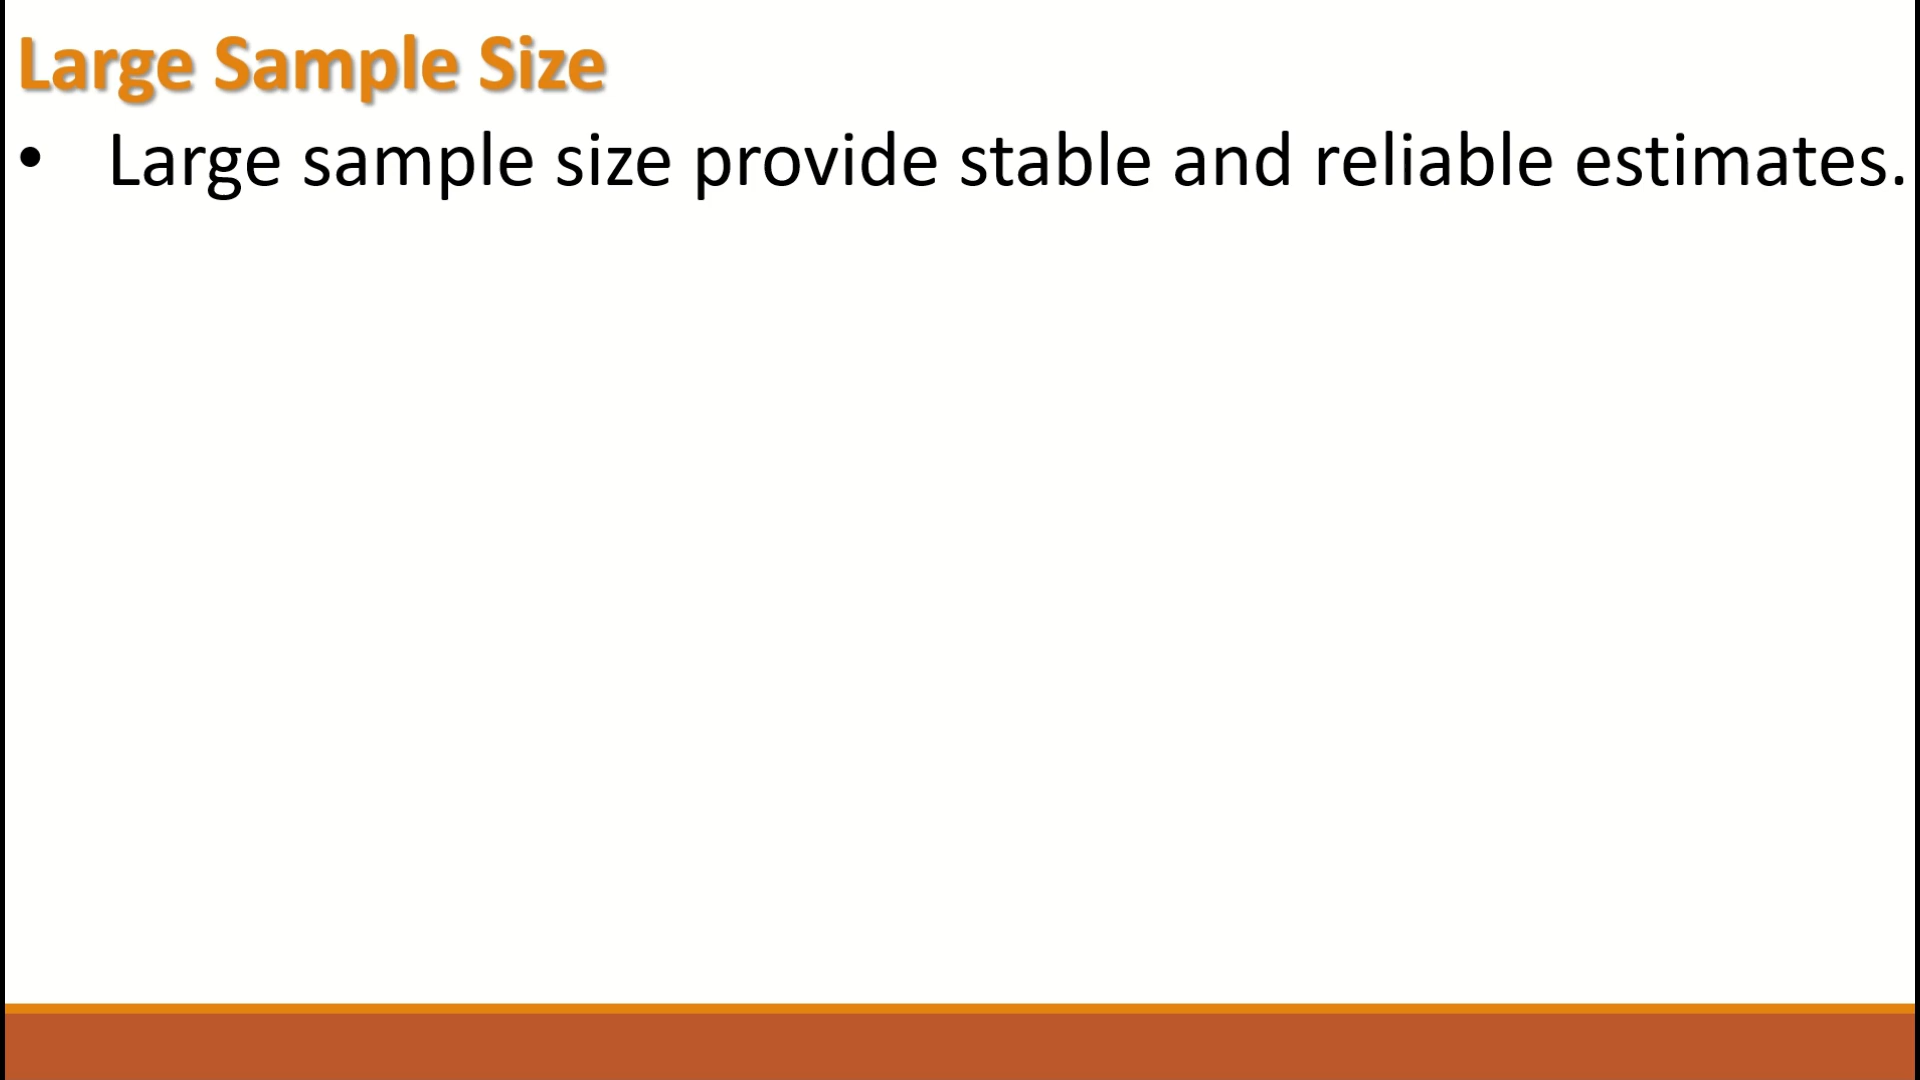 Large Sample Size
• Large sample size provide stable and reliable estimates.